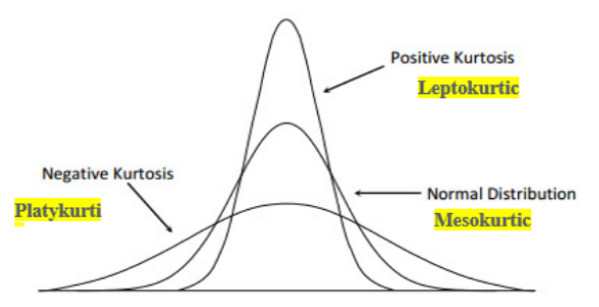 Positive Kurtosis
Leptokurtic
Negative Kurtosis
Platykurti
Normal Distribution
Mesokurtic